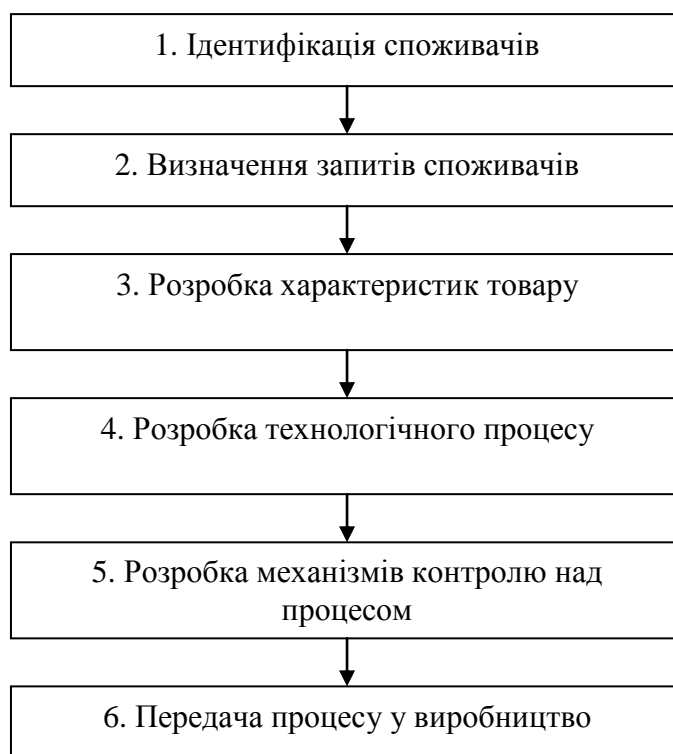 1. Ідентифікація споживачів
2. Визначення запитів споживачів
3. Розробка характеристик товару
4. Розробка технологічного процесу
5. Розробка механізмів контролю над
процесом
6. Передача процесу у виробництво